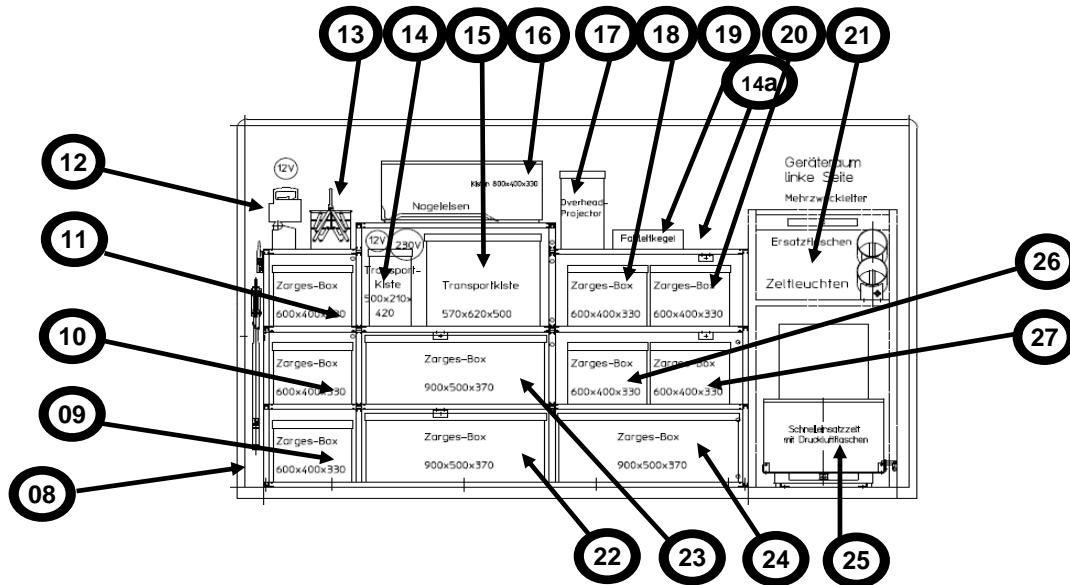 13
14
15
16
17
18
19
20
21
14a
12
11
10
09
08
26
27
22
23
24
25
12V
Kisten 800x400x330
Nageleisen
Overhead-
Projector
Faltleitkegel
Geräteraum
linke Seite
Mehrzweckleiter
12V
230V
Transport-
kiste
500x210x
420
Transportkiste
570x620x500
Zarges-Box
600x400x330
Zarges-Box
600x400x330
Zarges-Box
600x400x330
Ersatzflaschen
Zeltleuchten
Zarges-Box
600x400x330
Zarges-Box
900x500x370
Zarges-Box
600x400x330
Zarges-Box
600x400x330
Zarges-Box
600x400x330
Zarges-Box
900x500x370
Zarges-Box
900x500x370
Schnelleinsatzzelt
mit Druckluftflaschen